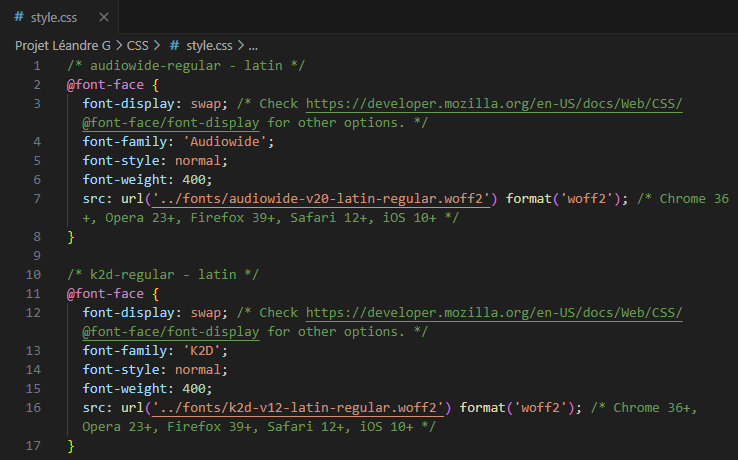 # style.css ×
Projet Léandre G > CSS > # style.css > ...
1 /* audiowide-regular - latin */
2 @font-face {
3 font-display: swap; /* Check https://developer.mozilla.org/en-US/docs/Web/CSS/
@font-face/font-display for other options. */
4 font-family: 'Audiowide';
5 font-style: normal;
6 font-weight: 400;
7 src: url('../fonts/audiowide-v20-latin-regular.woff2') format('woff2'); /* Chrome 36
+, Opera 23+, Firefox 39+, Safari 12+, iOS 10+ */
8 }
9
10 /* k2d-regular - latin */
11 @font-face {
12 font-display: swap; /* Check https://developer.mozilla.org/en-US/docs/Web/CSS/
@font-face/font-display for other options. */
13 font-family: 'K2D';
14 font-style: normal;
15 font-weight: 400;
16 src: url('../fonts/k2d-v12-latin-regular.woff2') format('woff2'); /* Chrome 36+,
Opera 23+, Firefox 39+, Safari 12+, iOS 10+ */
17 }